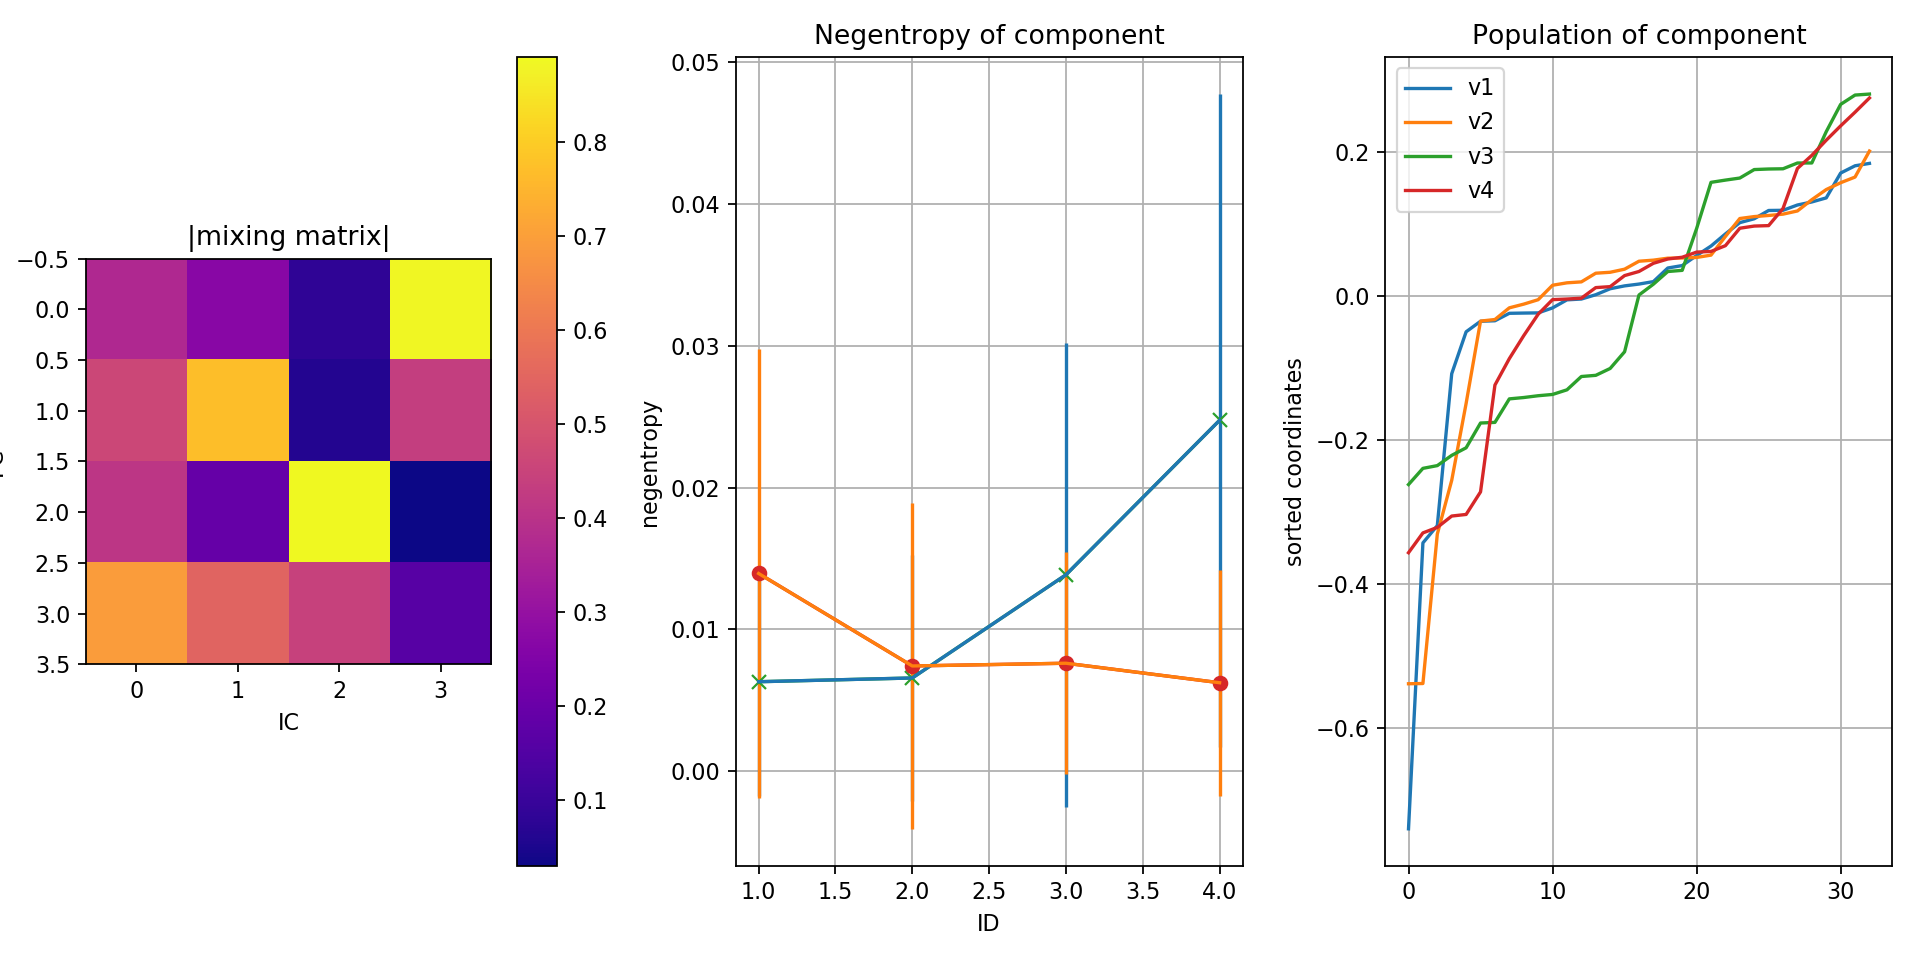 |mixing matrix|
−0.5
0.0
0.5
1.0
1.5
2.0
2.5
3.0
3.5
0 1 2 3
IC
0.8
0.7
0.6
0.5
0.4
0.3
0.2
0.1
Negentropy of component
negentropy
0.05
0.04
0.03
0.02
0.01
0.00
1.0 1.5 2.0 2.5 3.0 3.5 4.0
ID
Population of component
sorted coordinates
v1
v2
v3
v4
0.2
0.0
−0.2
−0.4
−0.6
0 10 20 30